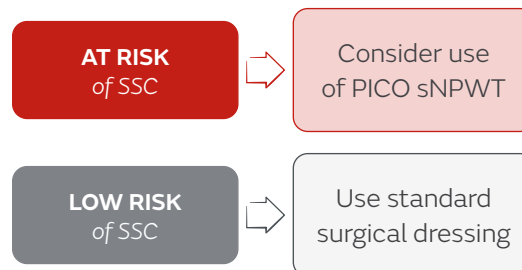 AT RISK
of SSC
Consider use
of PICO sNPWT
LOW RISK
of SSC
Use standard
surgical dressing